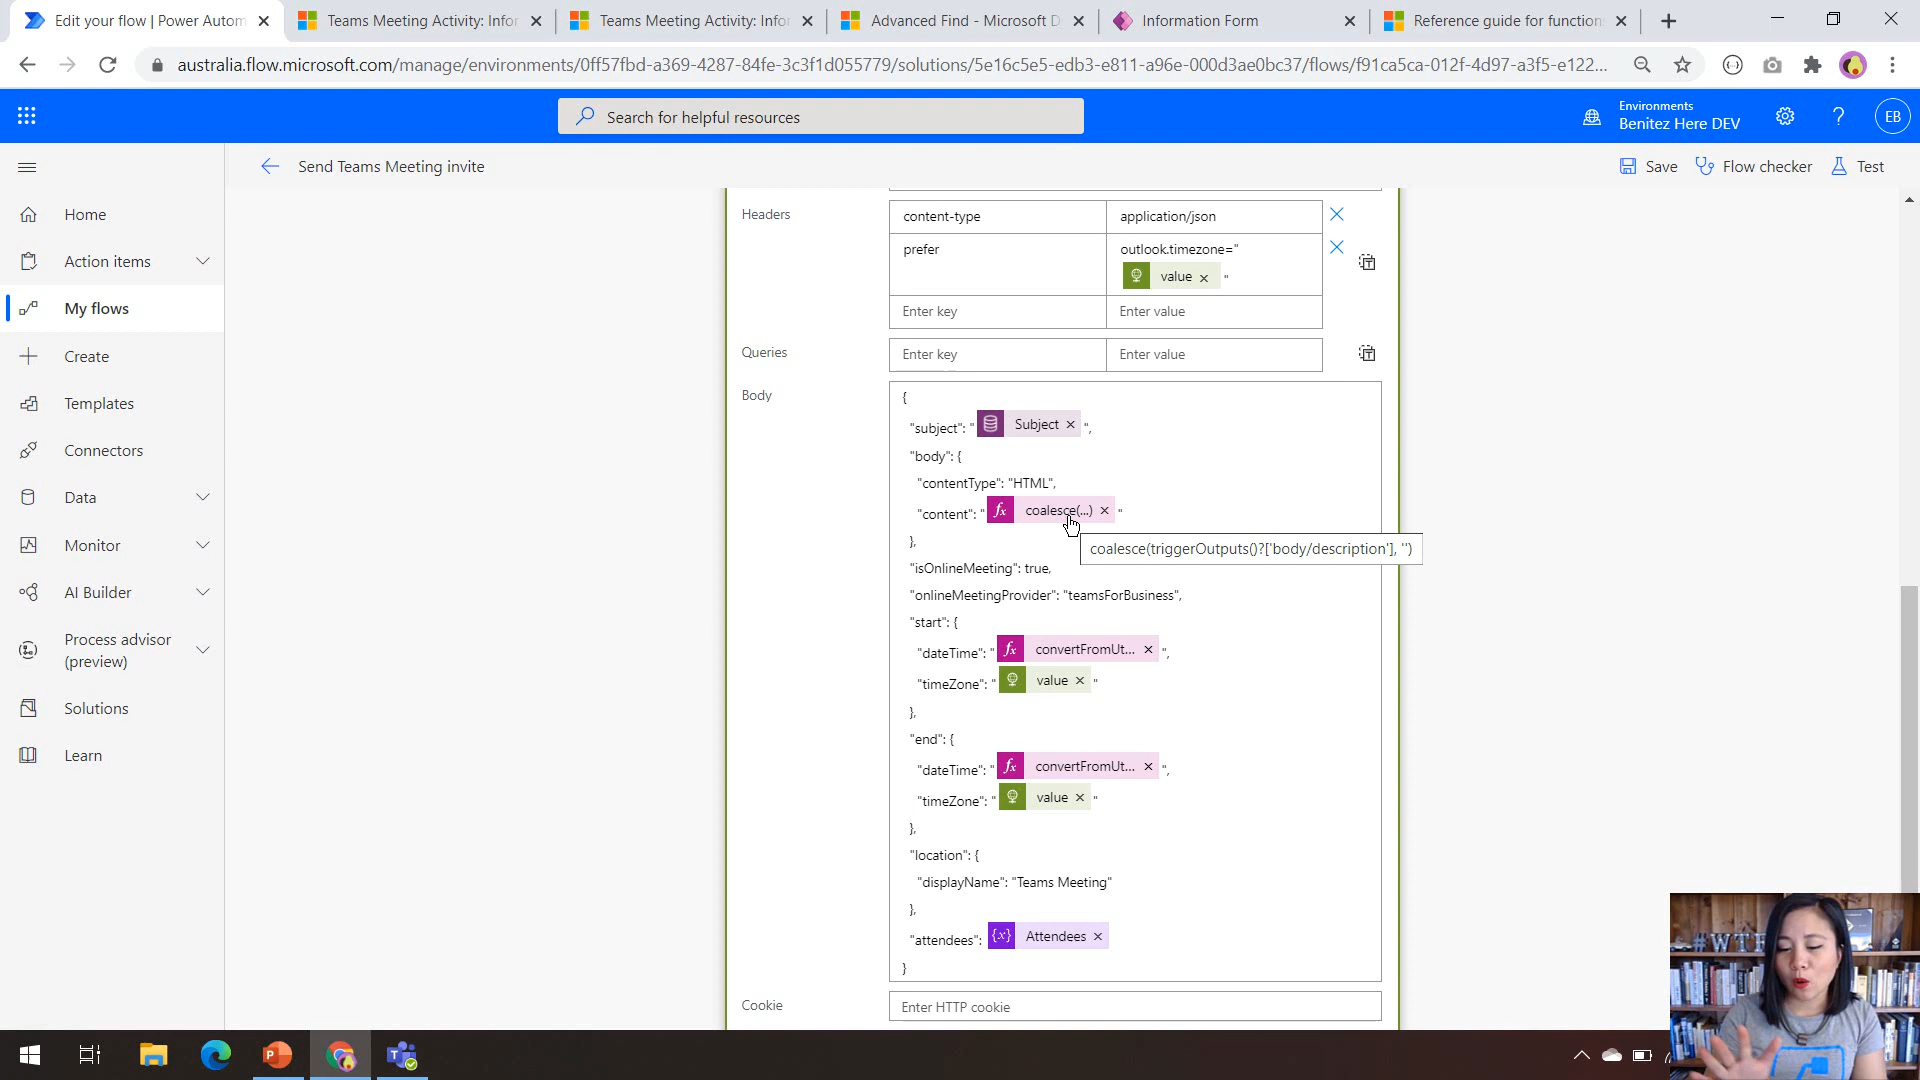 Edit your flow | Power Autom
Teams Meeting Activity: Infor
Teams Meeting Activity: Infor
Advanced Find - Microsoft D
Information Form
Reference guide for function
australia.flow.microsoft.com/manage/environments/0ff57fbd-a369-4287-84fe-3c3f1d055779/solutions/5e16c5e5-edb3-e811-a96e-000d3ae0bc37/flows/f91ca5ca-012f-4d97-a3f5-e122...
Search for helpful resources
Environments
Benitez Here DEV
?
EB
Send Teams Meeting invite
Save
Flow checker
Test
Home
Action items
My flows
Create
Templates
Connectors
Data
Monitor
AI Builder
Process advisor
(preview)
Solutions
Learn
Headers
content-type
application/json
prefer
outlook.timezone="
value "
Enter key
Enter value
Queries
Enter key
Enter value
Body
{
"subject": " Subject ",
"body": {
"contentType": "HTML",
"content": " fx coalesce(...) "
},
coalesce(triggerOutputs()?['body/description'], '')
"isOnlineMeeting": true,
"onlineMeetingProvider": "teamsForBusiness",
"start": {
"dateTime": " fx convertFromUt... ",
"timeZone": " value "
},
"end": {
"dateTime": " fx convertFromUt... ",
"timeZone": " value "
},
"location": {
"displayName": "Teams Meeting"
},
"attendees": {x} Attendees
}
Cookie
Enter HTTP cookie
#WTF